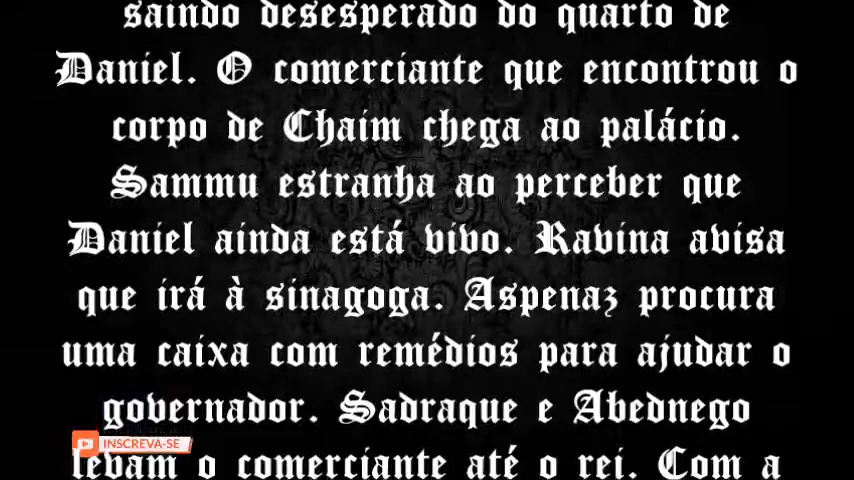 saindo desesperado do quarto de
Daniel. O comerciante que encontrou o
corpo de Chaim chega ao palácio.
Sammu estranha ao perceber que
Daniel ainda está vivo. Ravina avisa
que irá à sinagoga. Aspenaz procura
uma caixa com remédios para ajudar o
governador. Sadraque e Abednego
INSCREVA-SE
levam o comerciante até o rei. Com a